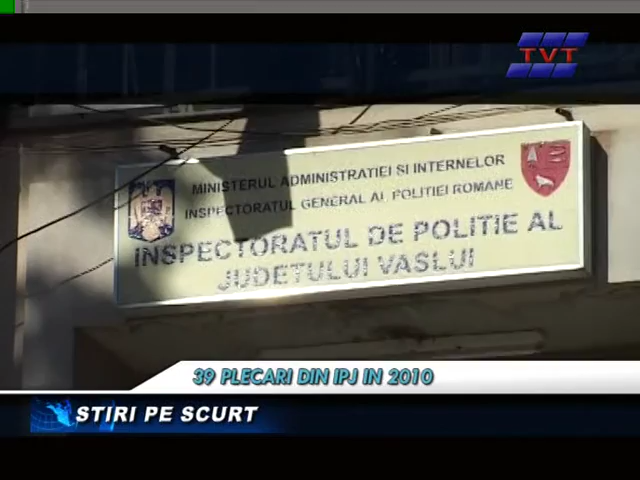 TVT
MINISTERUL ADMINISTRATIEI SI INTERNELOR
INSPECTORATUL GENERAL AL POLITIEI ROMANE
INSPECTORATUL DE POLITIE AL
JUDETULUI VASLUI
39 PLECARI DIN IPJ IN 2010
STIRI PE SCURT